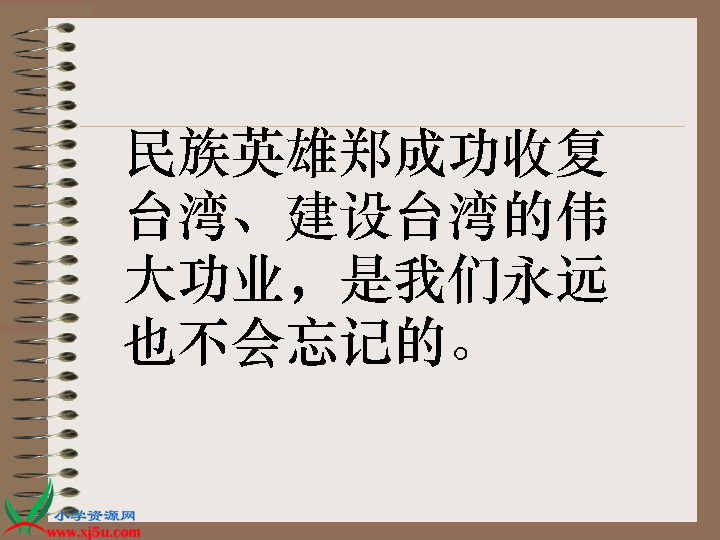 民族英雄郑成功收复
台湾、建设台湾的伟
大功业，是我们永远
也不会忘记的。
小学资源网
www.xj5u.com